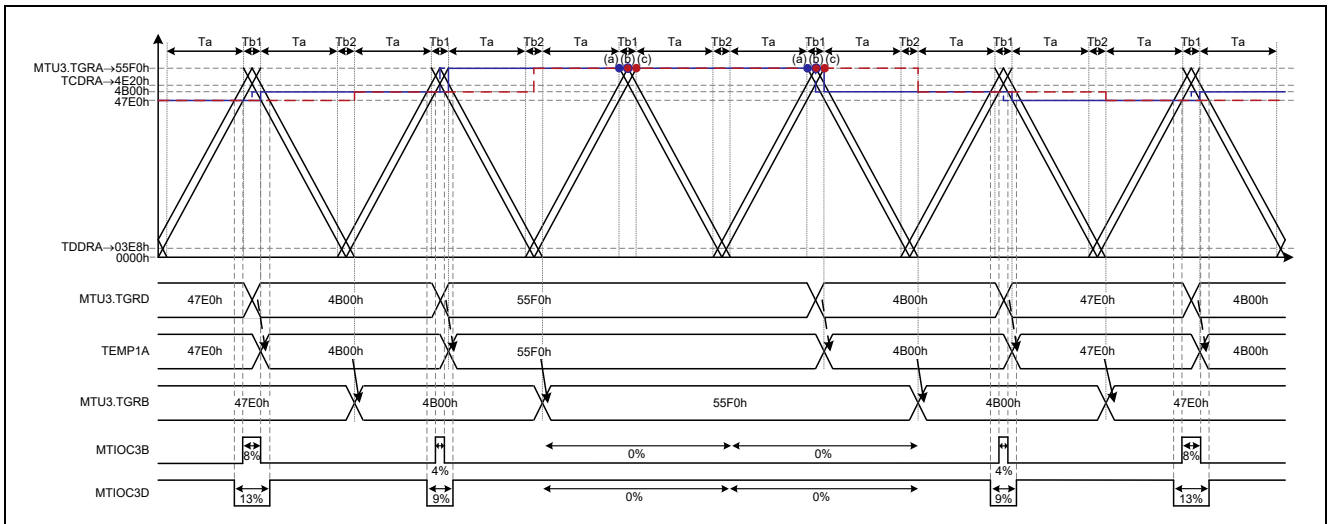 Ta Tb1 Ta Tb2 Ta Tb1 Ta Tb2 Ta Tb1 Ta Tb2 Ta Tb1 Ta Tb2 Ta Tb1 Ta Tb2 Ta Tb1 Ta
(a) (b) (c) (a) (b) (c)
MTU3.TGRA→55F0h
TCDRA→4E20h
4B00h
47E0h
TDDRA→03E8h
0000h
MTU3.TGRD 47E0h 4B00h 55F0h 4B00h 47E0h 4B00h
TEMP1A 47E0h 4B00h 55F0h 4B00h 47E0h 4B00h
MTU3.TGRB 47E0h 4B00h 55F0h 4B00h 47E0h
MTIOC3B 8% 4% 0% 0% 4% 8%
MTIOC3D 13% 9% 0% 0% 9% 13%